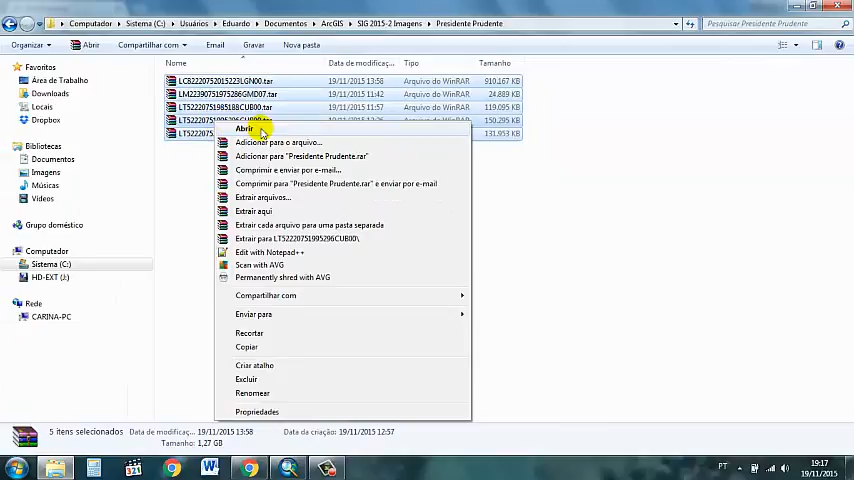 Computador ▸ Sistema (C:) ▸ Usuários ▸ Eduardo ▸ Documentos ▸ ArcGIS ▸ SIG 2015-2 Imagens ▸ Presidente Prudente
Pesquisar Presidente Prudente
Organizar Abrir Compartilhar com Email Gravar Nova pasta
Nome Data de modificaç... Tipo Tamanho
Favoritos
Área de Trabalho
Downloads
Locais
Dropbox
Bibliotecas
Documentos
Imagens
Músicas
Vídeos
Grupo doméstico
Computador
Sistema (C:)
HD-EXT (J:)
Rede
CARINA-PC
LC82220752015223LGN00.tar 19/11/2015 13:58 Arquivo do WinRAR 910.167 KB
LM22390751975286GMD07.tar 19/11/2015 11:42 Arquivo do WinRAR 24.889 KB
LT52220751985188CUB00.tar 19/11/2015 11:57 Arquivo do WinRAR 119.095 KB
150.295 KB
131.953 KB
Abrir
Adicionar para o arquivo...
Adicionar para "Presidente Prudente.rar"
Comprimir e enviar por e-mail...
Comprimir para "Presidente Prudente.rar" e enviar por e-mail
Extrair arquivos...
Extrair aqui
Extrair cada arquivo para uma pasta separada
Extrair para LT52220751995296CUB00\
Edit with Notepad++
Scan with AVG
Permanently shred with AVG
Compartilhar com
Enviar para
Recortar
Copiar
Criar atalho
Excluir
Renomear
Propriedades
5 itens selecionados Data de modificaç... 19/11/2015 13:58 Data da criação: 19/11/2015 12:57
Tamanho: 1,27 GB
321
PT
19:17
19/11/2015